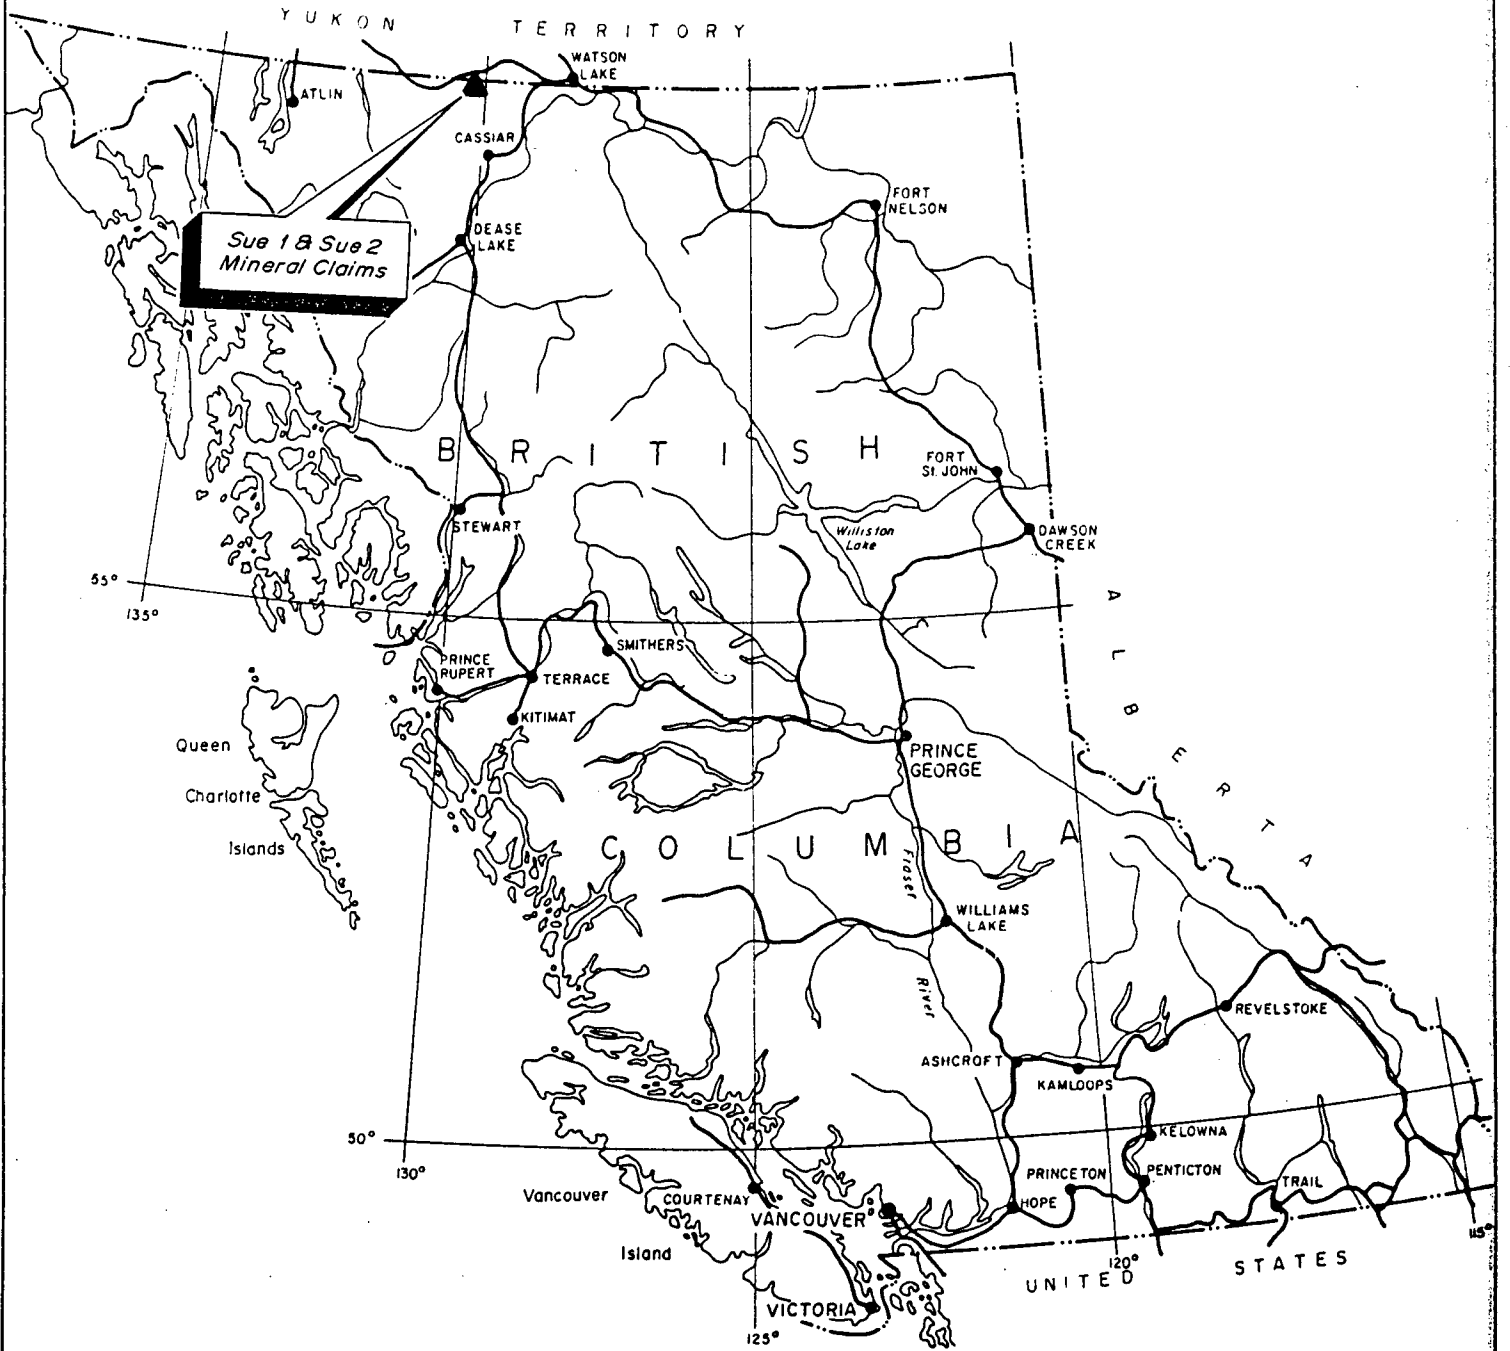 YUKON TERRITORY
WATSON
LAKE
ATLIN
CASSIAR
FORT
NELSON
DEASE
LAKE
Sue 1 & Sue 2
Mineral Claims
BRITISH
FORT
St. JOHN
STEWART
Williston
Lake
DAWSON
CREEK
55°
135°
ALBERTA
SMITHERS
PRINCE
RUPERT
TERRACE
KITIMAT
PRINCE
GEORGE
Queen
Charlotte
Islands
COLUMBIA
Fraser
River
WILLIAMS
LAKE
REVELSTOKE
ASHCROFT
KAMLOOPS
50°
130°
KELOWNA
PRINCETON
PENTICTON
TRAIL
HOPE
Vancouver
Island
COURTENAY
VANCOUVER
VICTORIA
125°
120°
115°
UNITED STATES